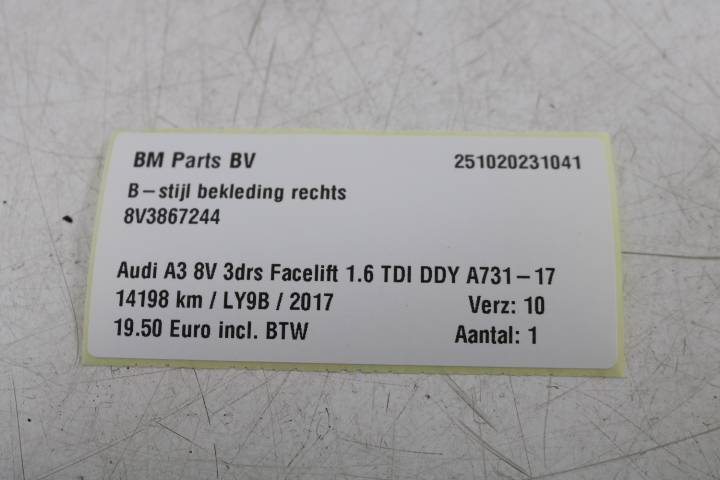 BM Parts BV 251020231041
B-stijl bekleding rechts
8V3867244
Audi A3 8V 3drs Facelift 1.6 TDI DDY A731-17
14198 km / LY9B / 2017 Verz: 10
19.50 Euro incl. BTW Aantal: 1